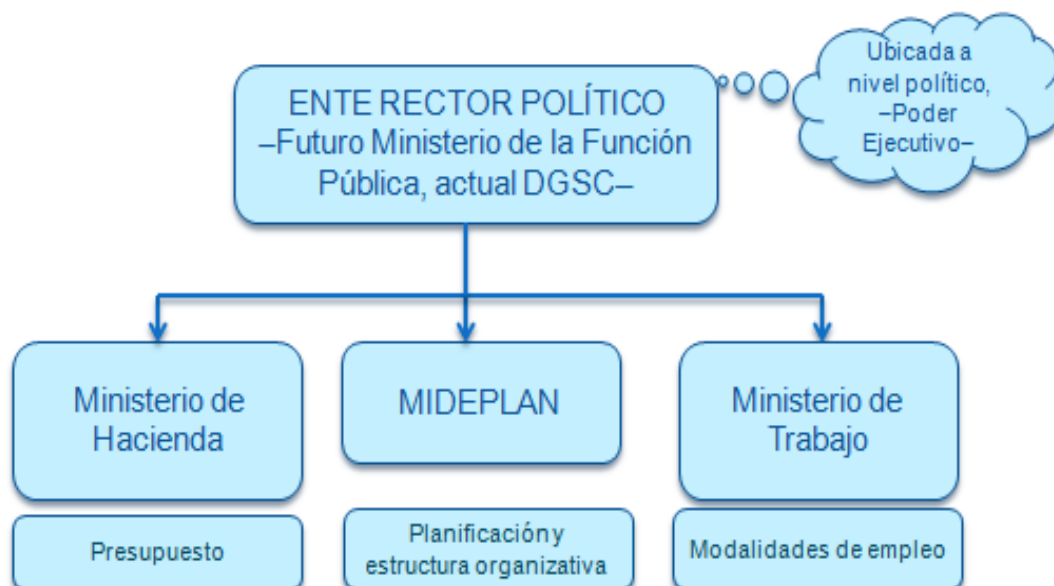 Ubicada a
nivel político,
–Poder
Ejecutivo–
ENTE RECTOR POLÍTICO
–Futuro Ministerio de la Función
Pública, actual DGSC–
Ministerio de
Hacienda
MIDEPLAN
Ministerio de
Trabajo
Presupuesto
Planificación y
estructura organizativa
Modalidades de empleo